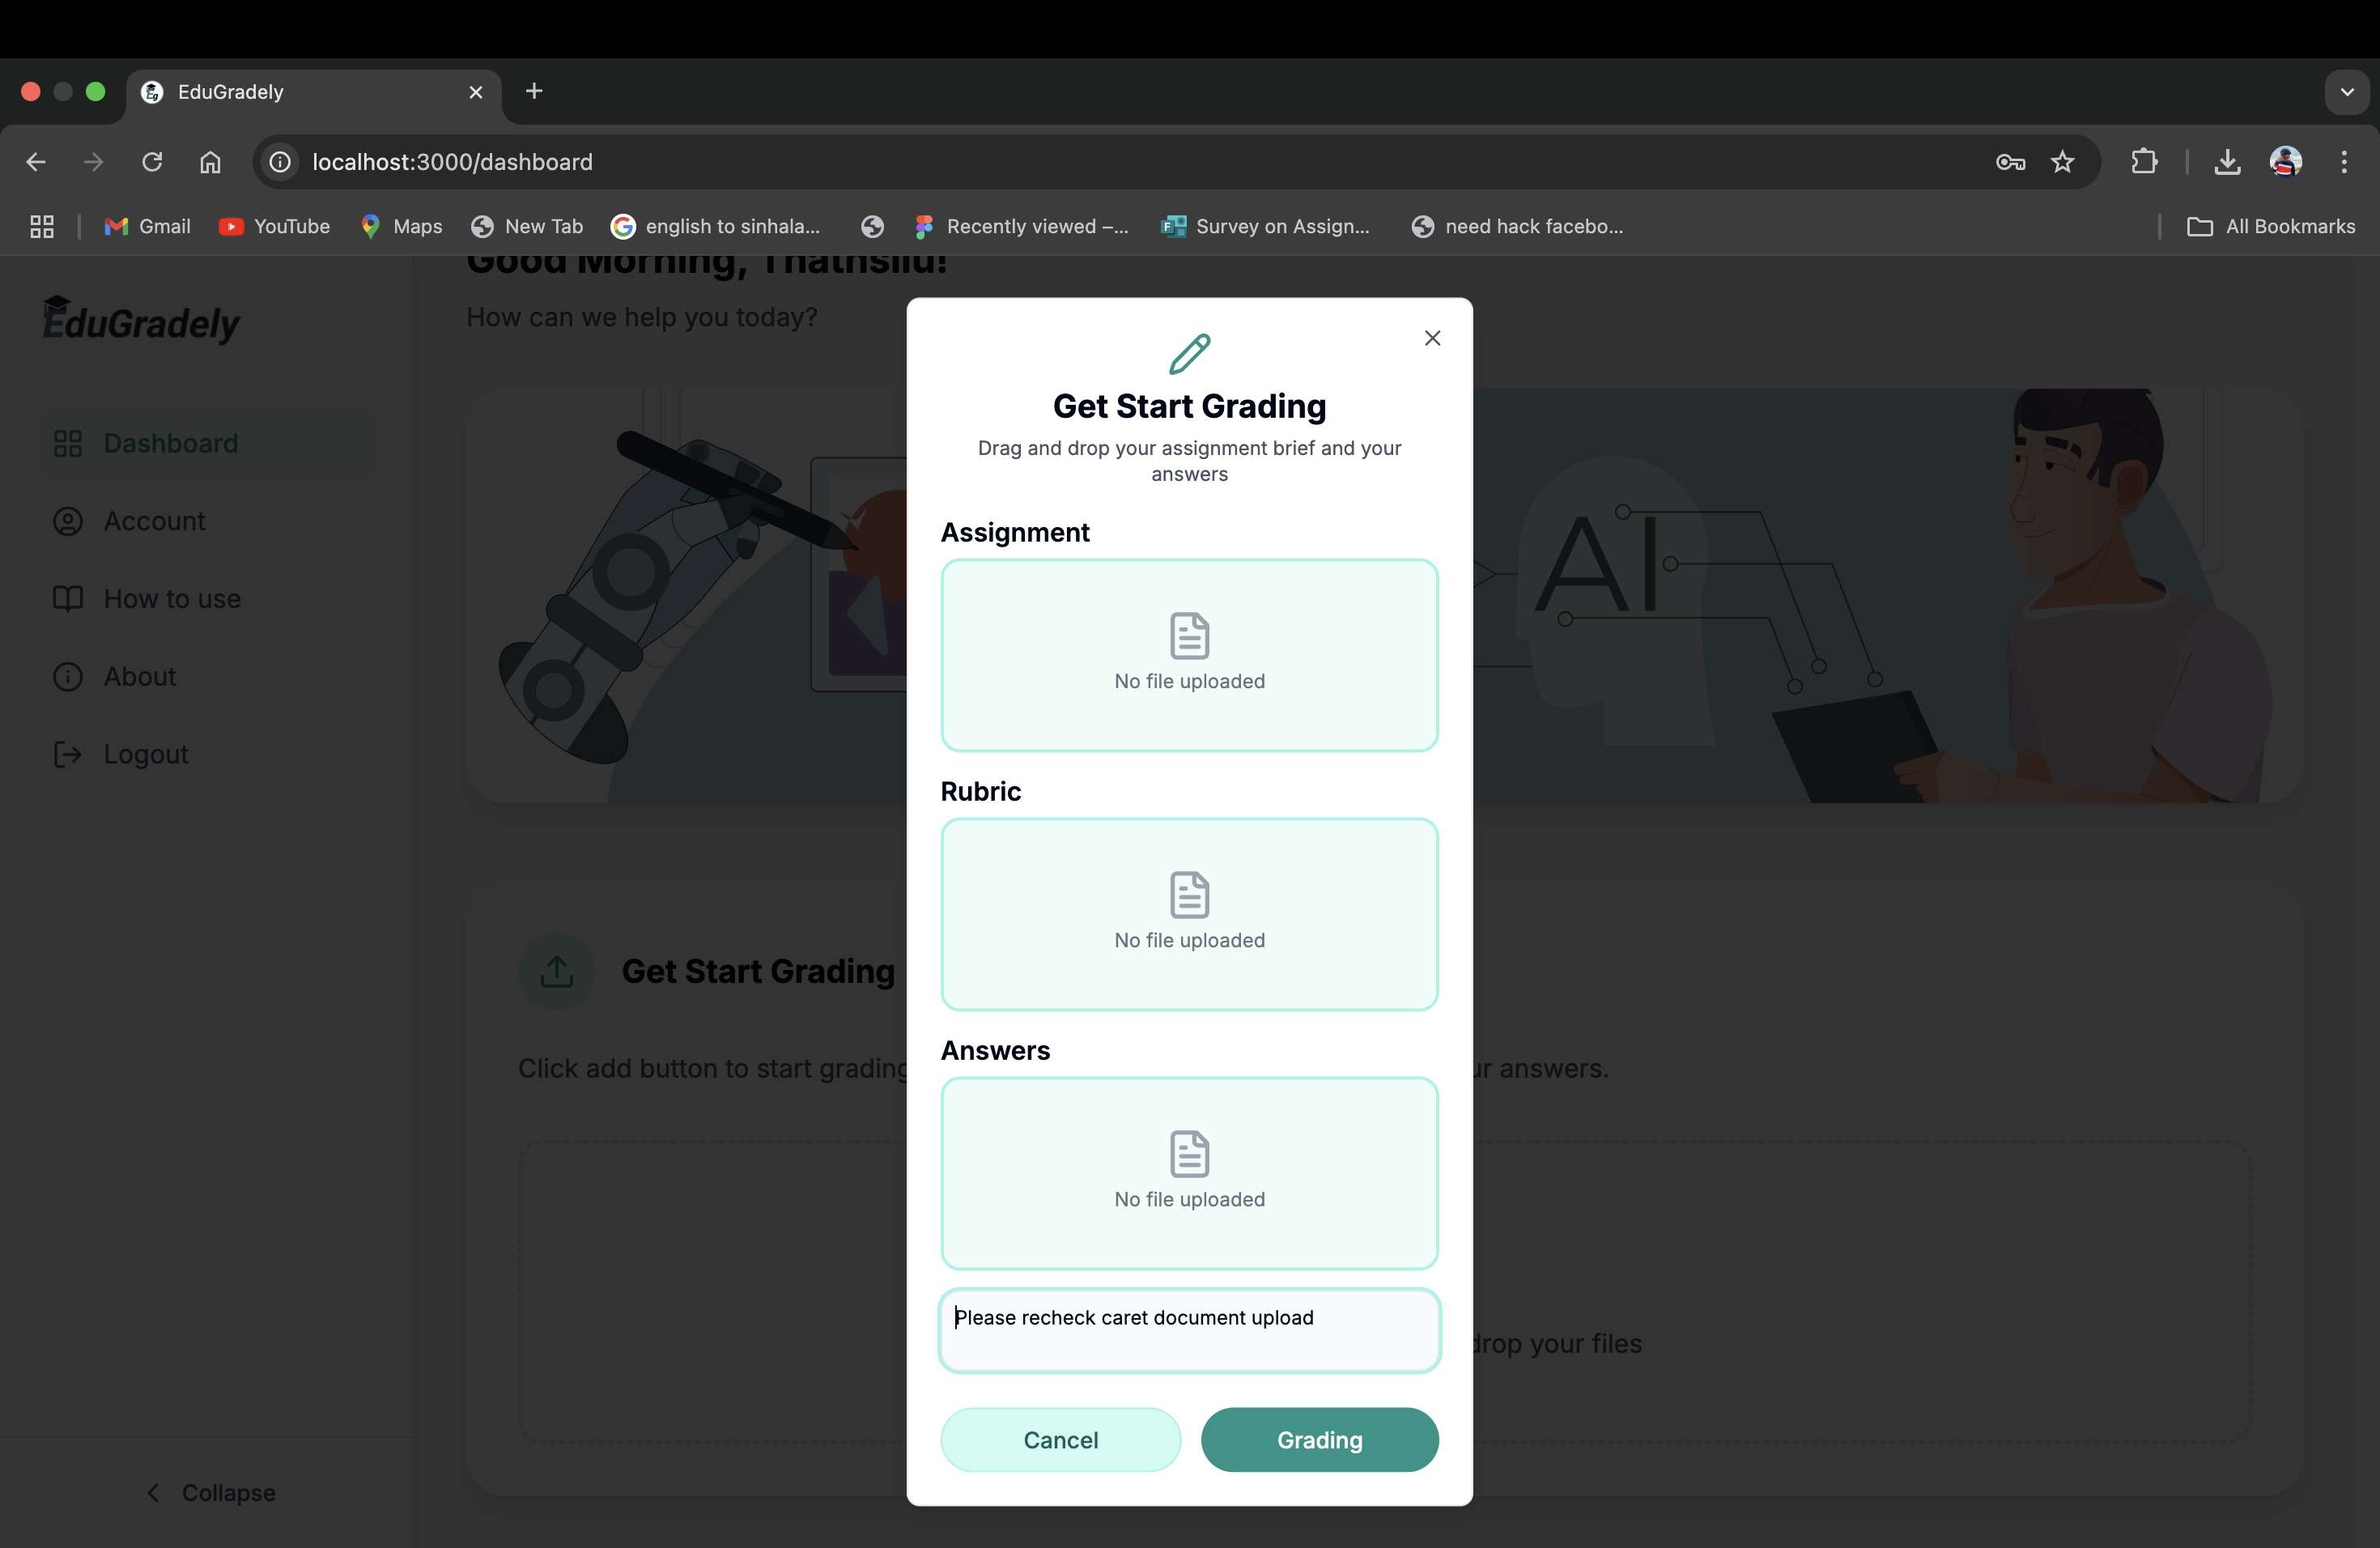 EduGradely
localhost:3000/dashboard
Gmail
YouTube
Maps
New Tab
english to sinhala...
Recently viewed –...
Survey on Assign...
need hack facebo...
All Bookmarks
EduGradely
Dashboard
Account
How to use
About
Logout
Collapse
Good Morning, Thathsilu!
How can we help you today?
AI
Get Start Grading
Click add button to start grading
ur answers.
drop your files
Get Start Grading
Drag and drop your assignment brief and your
answers
Assignment
No file uploaded
Rubric
No file uploaded
Answers
No file uploaded
Please recheck caret document upload
Cancel
Grading